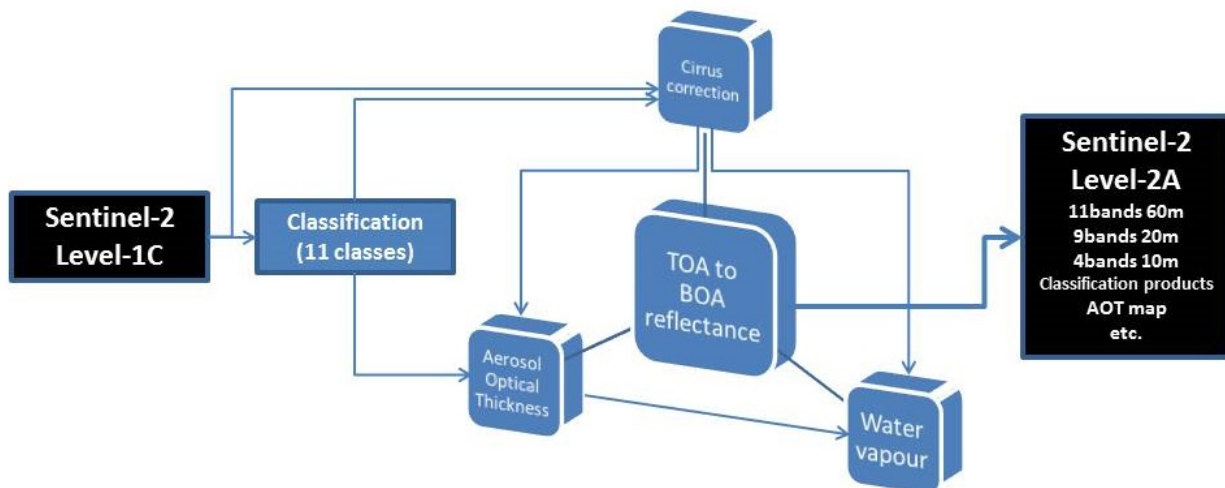 Cirrus
correction
Sentinel-2
Level-1C
Classification
(11 classes)
TOA to
BOA
reflectance
Aerosol
Optical
Thickness
Water
vapour
Sentinel-2
Level-2A
11bands 60m
9bands 20m
4bands 10m
Classification products
AOT map
etc.